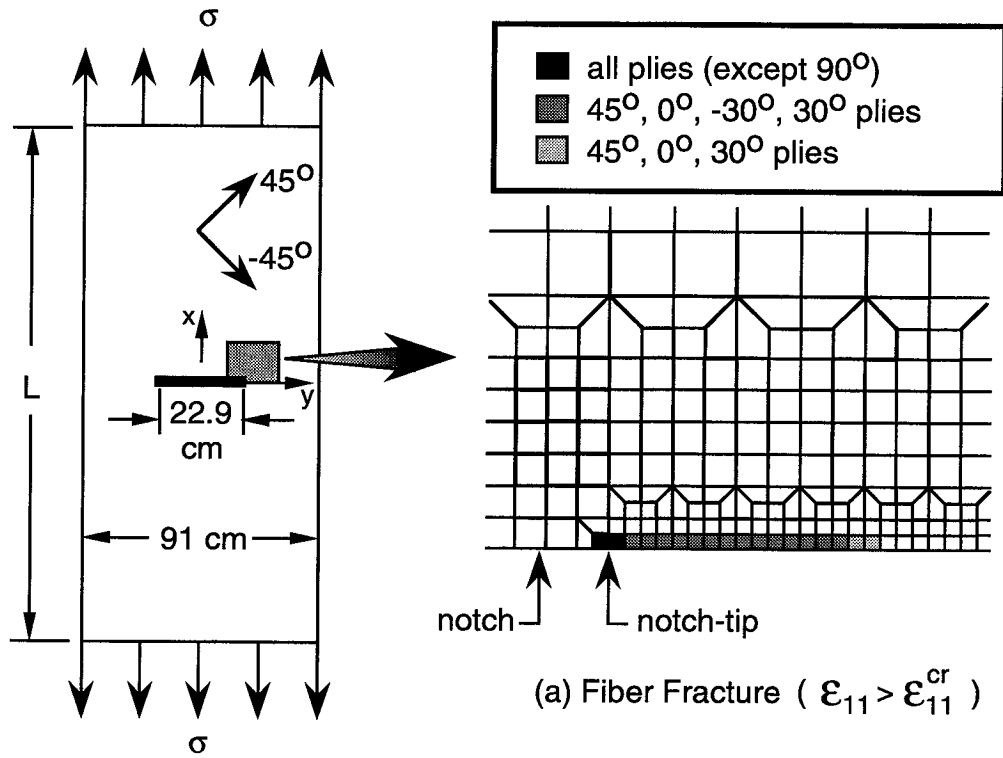 σ
45°
-45°
x
L
y
22.9
cm
91 cm
σ
all plies (except 90°)
45°, 0°, -30°, 30° plies
45°, 0°, 30° plies
notch
notch-tip
(a) Fiber Fracture ( ε₁₁ > ε₁₁ᶜʳ )